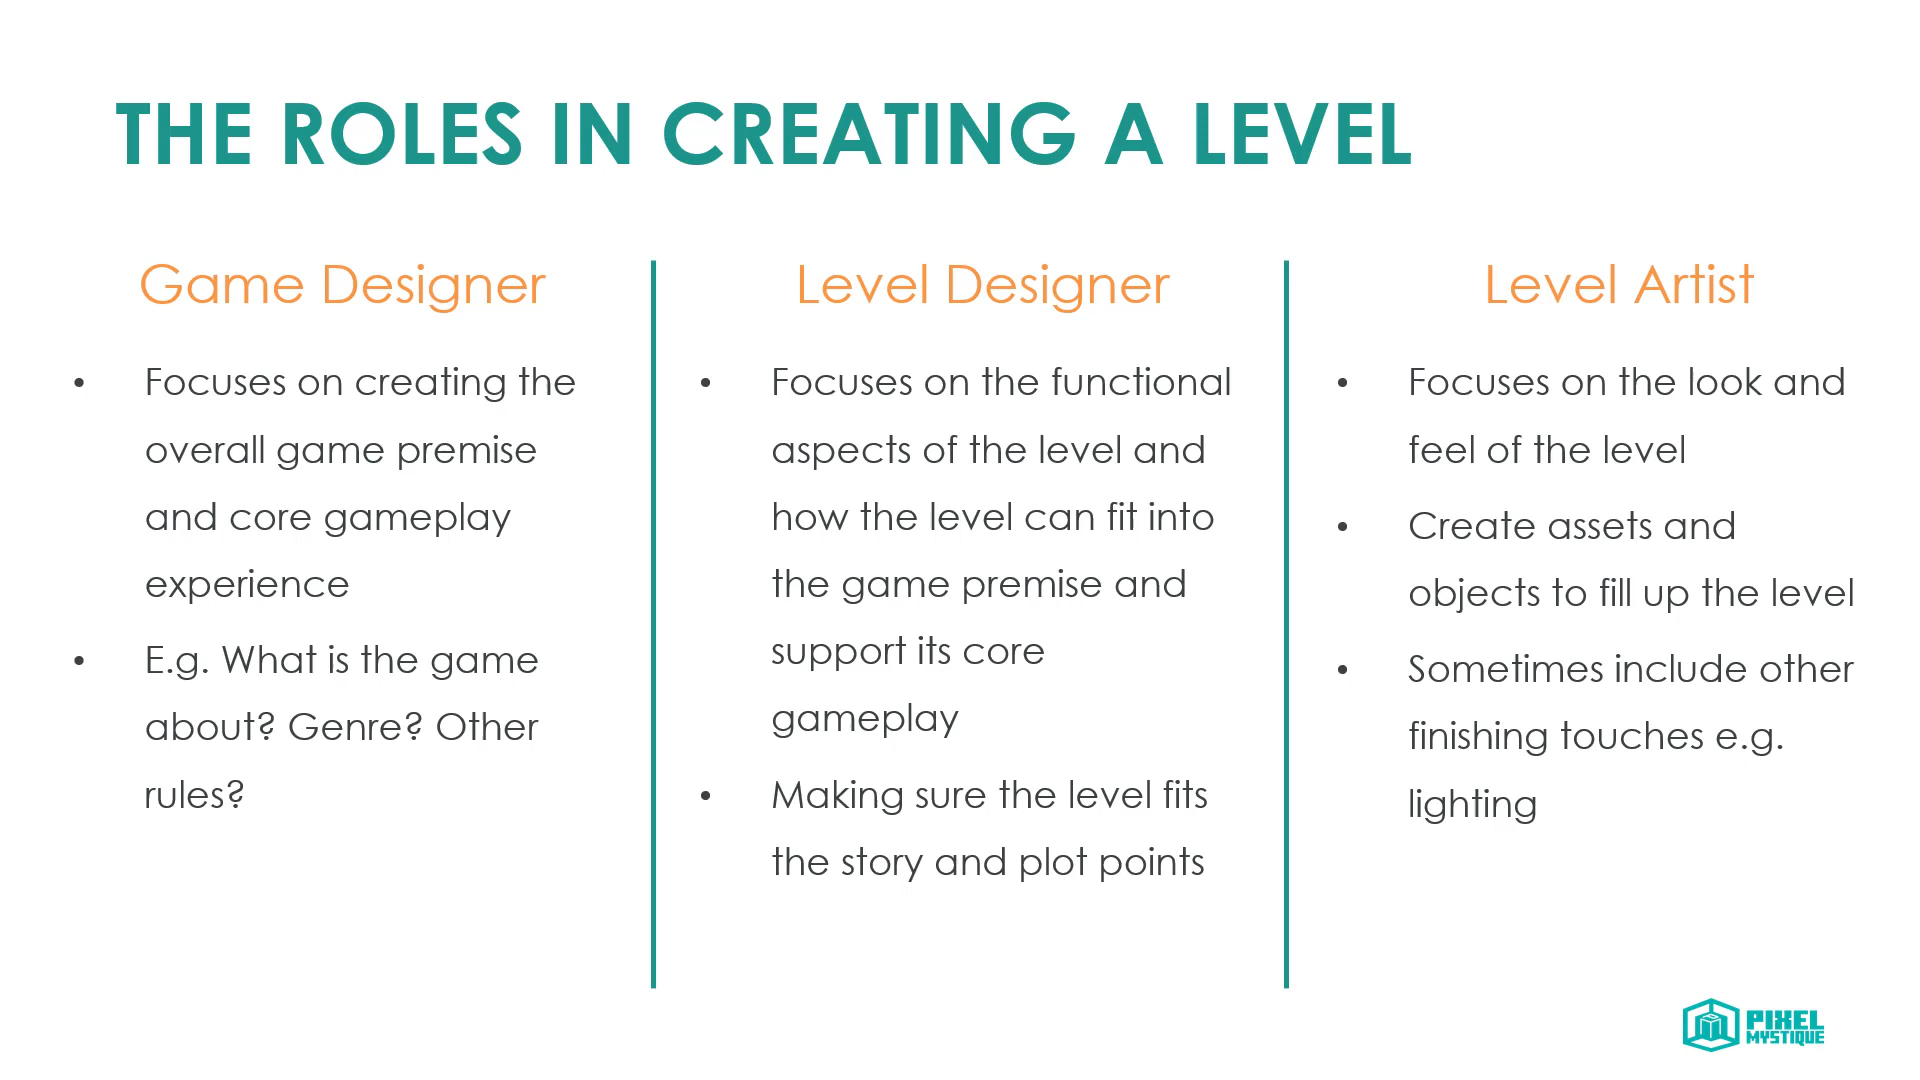 THE ROLES IN CREATING A LEVEL
Game Designer
• Focuses on creating the
overall game premise
and core gameplay
experience
• E.g. What is the game
about? Genre? Other
rules?
Level Designer
• Focuses on the functional
aspects of the level and
how the level can fit into
the game premise and
support its core
gameplay
• Making sure the level fits
the story and plot points
Level Artist
• Focuses on the look and
feel of the level
• Create assets and
objects to fill up the level
• Sometimes include other
finishing touches e.g.
lighting
PIXEL
MYSTIQUE